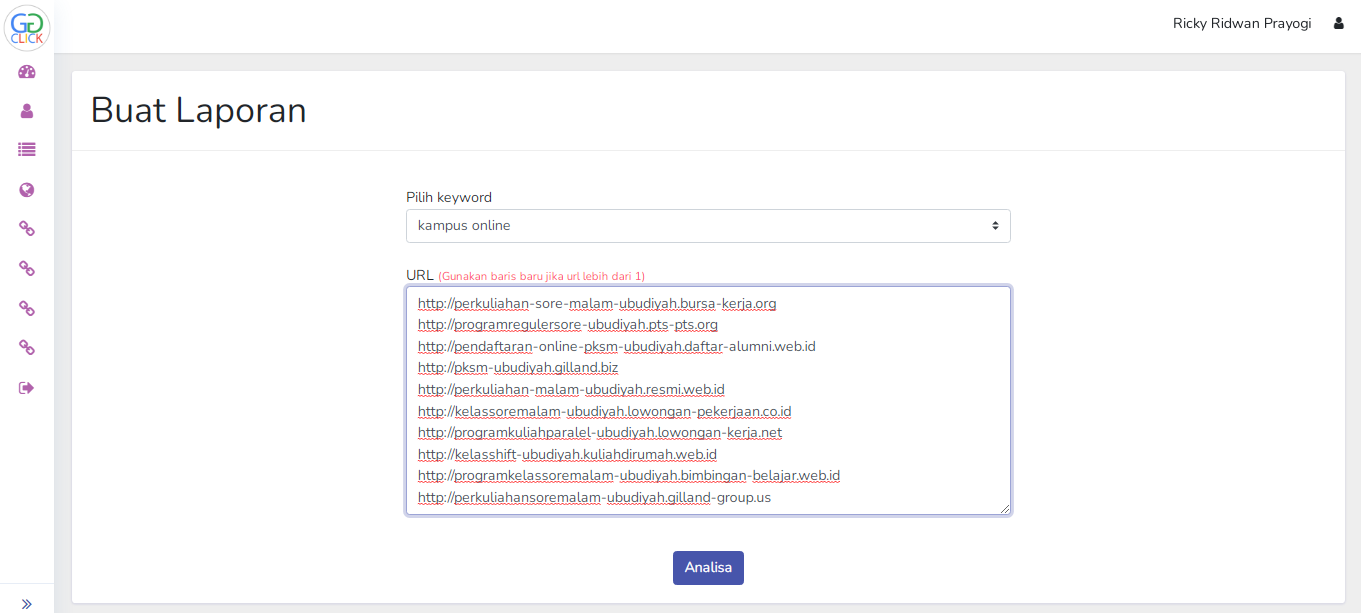 GG
CLICK
Ricky Ridwan Prayogi
Buat Laporan
Pilih keyword
kampus online
URL (Gunakan baris baru jika url lebih dari 1)
http://perkuliahan-sore-malam-ubudiyah.bursa-kerja.org
http://programregulersore-ubudiyah.pts-pts.org
http://pendaftaran-online-pksm-ubudiyah.daftar-alumni.web.id
http://pksm-ubudiyah.gilland.biz
http://perkuliahan-malam-ubudiyah.resmi.web.id
http://kelassoremalam-ubudiyah.lowongan-pekerjaan.co.id
http://programkuliahparalel-ubudiyah.lowongan-kerja.net
http://kelasshift-ubudiyah.kuliahdirumah.web.id
http://programkelassoremalam-ubudiyah.bimbingan-belajar.web.id
http://perkuliahansoremalam-ubudiyah.gilland-group.us
Analisa